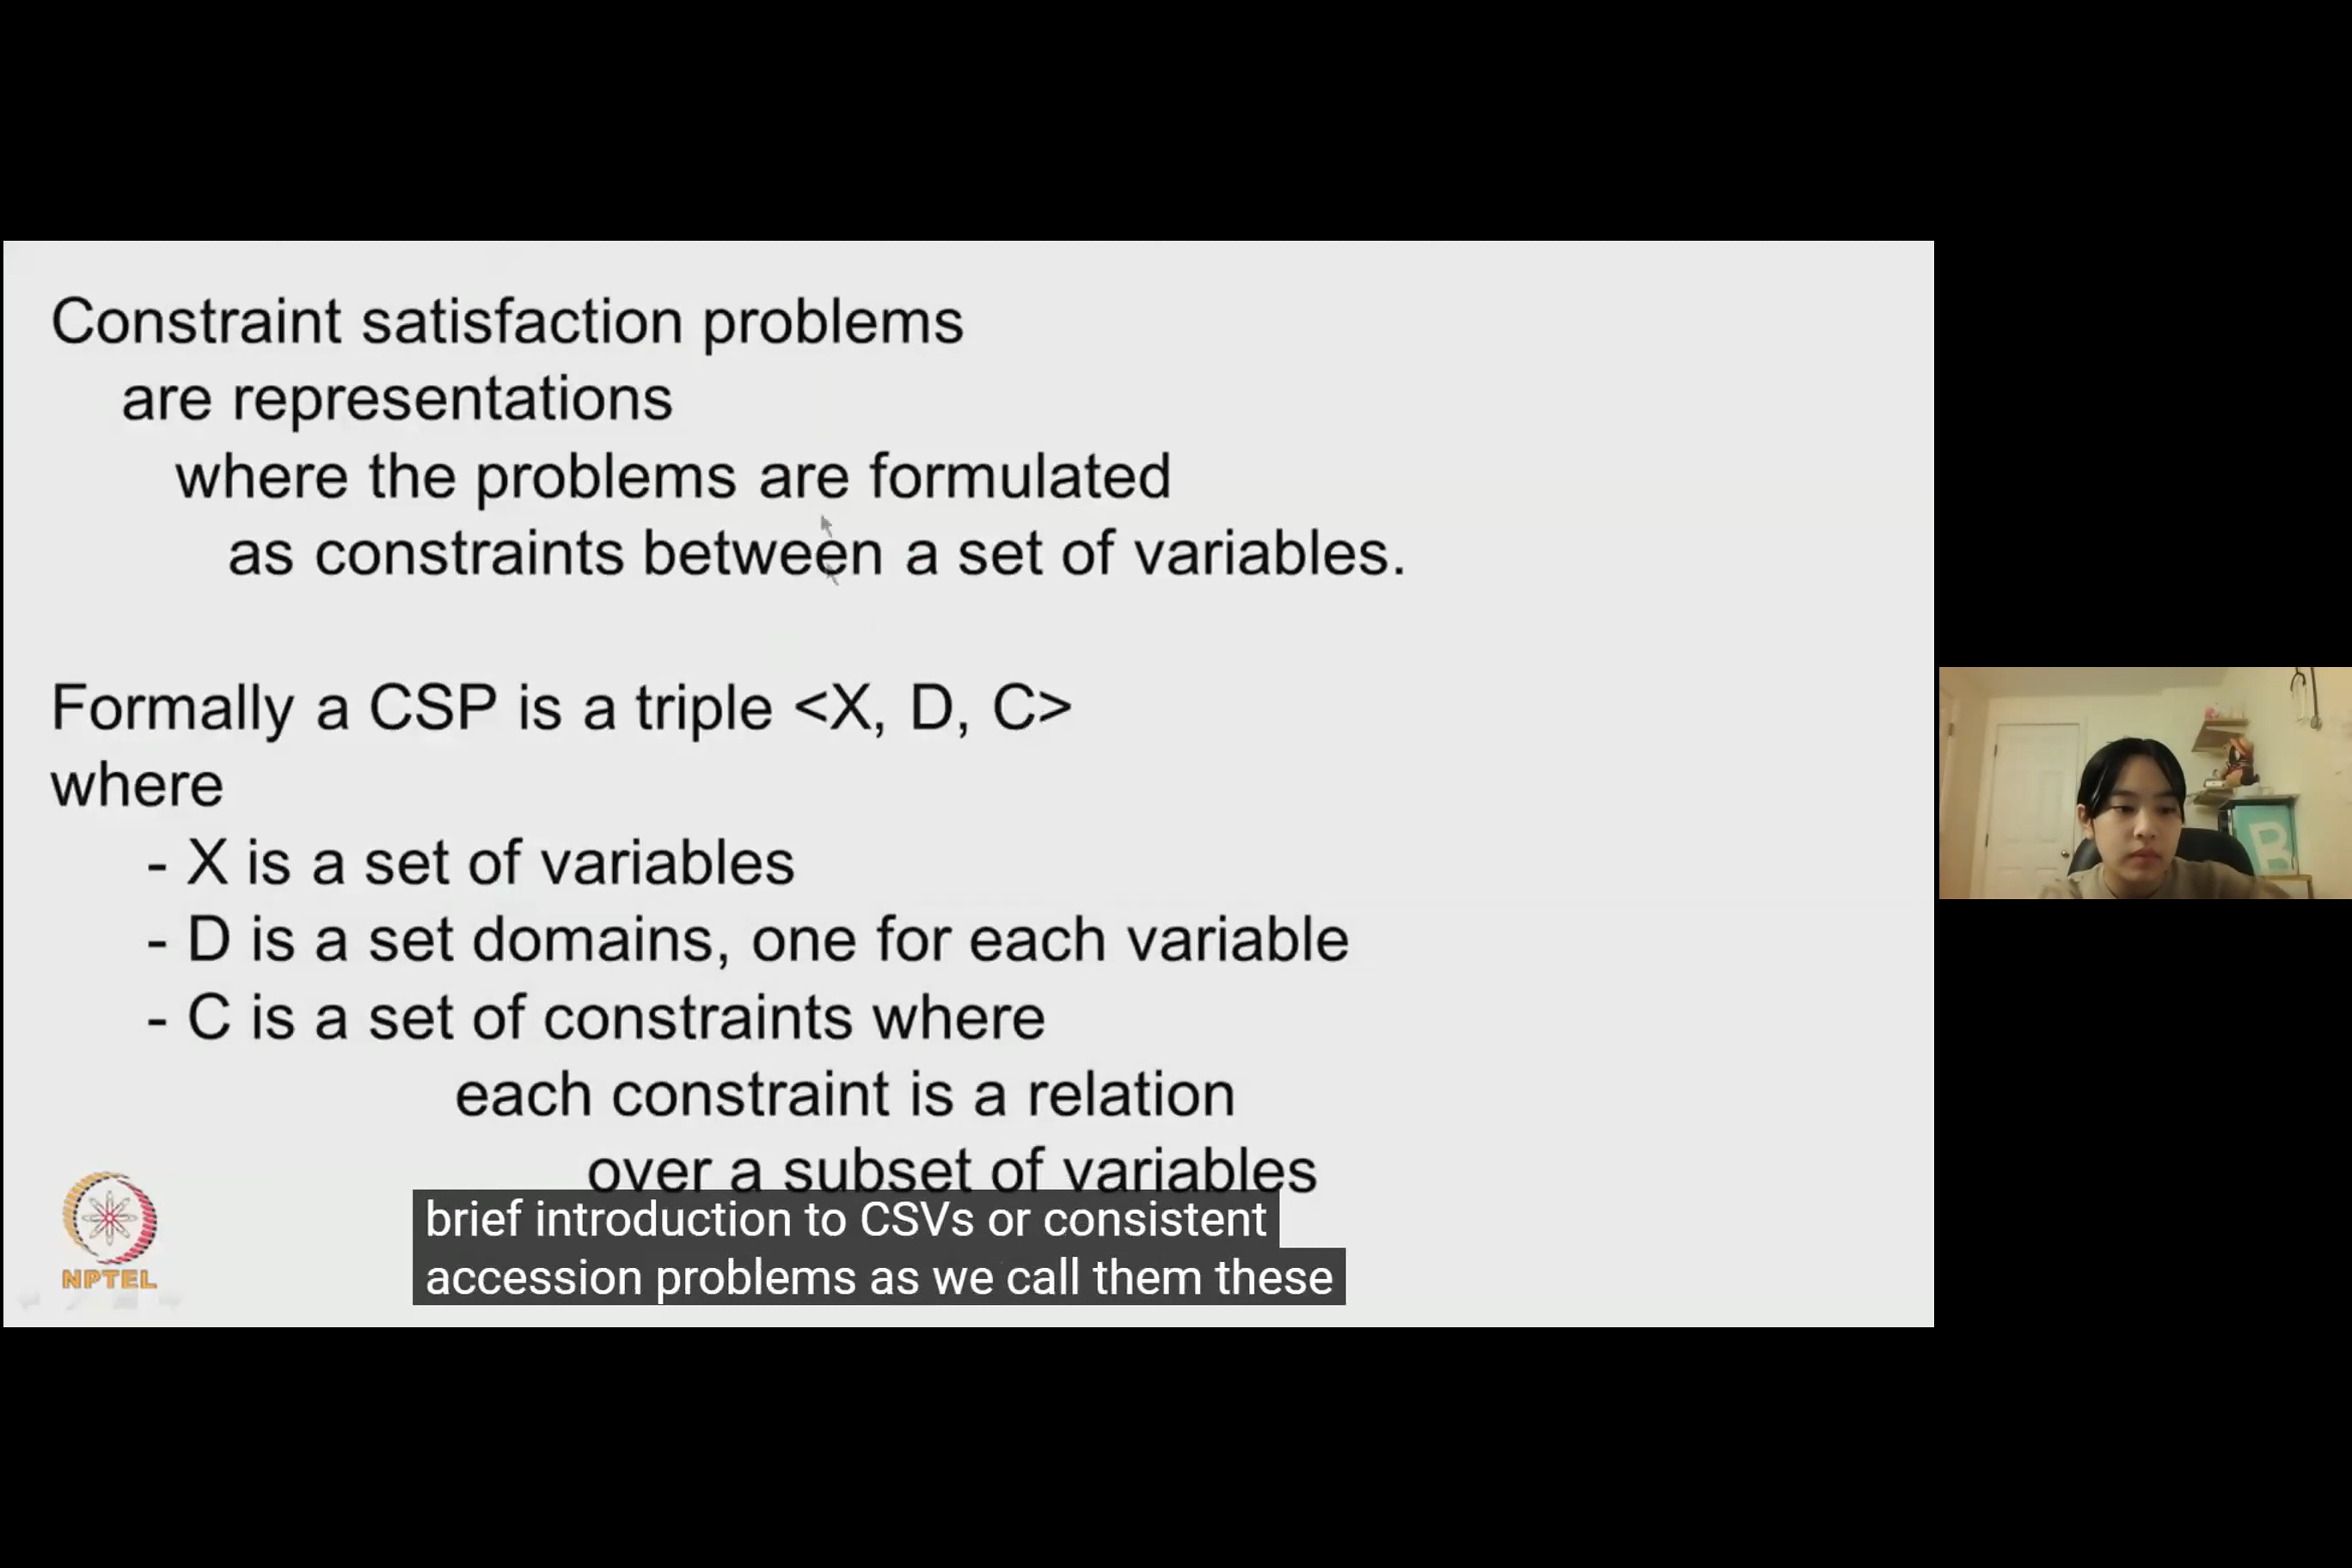 Constraint satisfaction problems
are representations
where the problems are formulated
as constraints between a set of variables.
Formally a CSP is a triple <X, D, C>
where
- X is a set of variables
- D is a set domains, one for each variable
- C is a set of constraints where
each constraint is a relation
over a subset of variables
brief introduction to CSVs or consistent
accession problems as we call them these
NPTEL
B